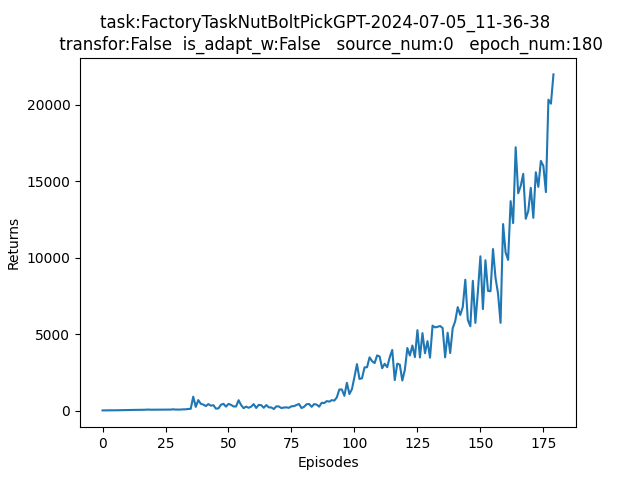 task:FactoryTaskNutBoltPickGPT-2024-07-05_11-36-38
transfor:False  is_adapt_w:False   source_num:0   epoch_num:180
20000
15000
10000
5000
0
Returns
0 25 50 75 100 125 150 175
Episodes